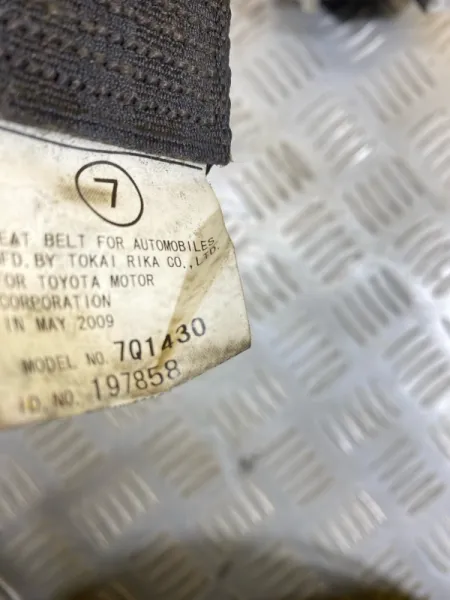 7
EAT BELT FOR AUTOMOBILES
FD. BY TOKAI RIKA CO., LTD.
OR TOYOTA MOTOR
CORPORATION
IN MAY 2009
MODEL NO. 7Q1430
ID. NO. 197858